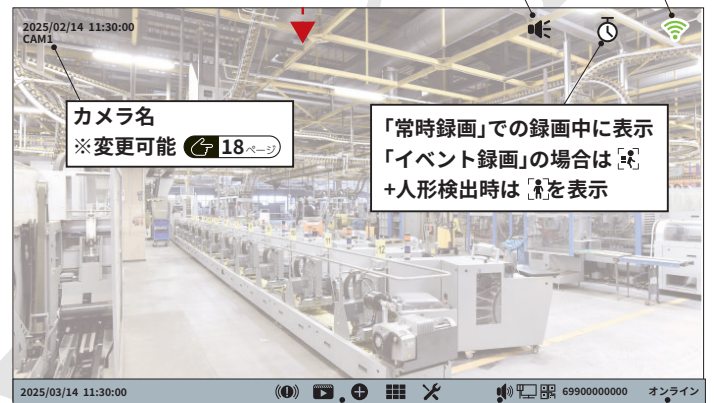 2025/02/14 11:30:00
CAM1
カメラ名
※変更可能 18ページ
「常時録画」での録画中に表示
「イベント録画」の場合は
+人形検出時は を表示
11
12
2025/03/14 11:30:00
69900000000
オンライン